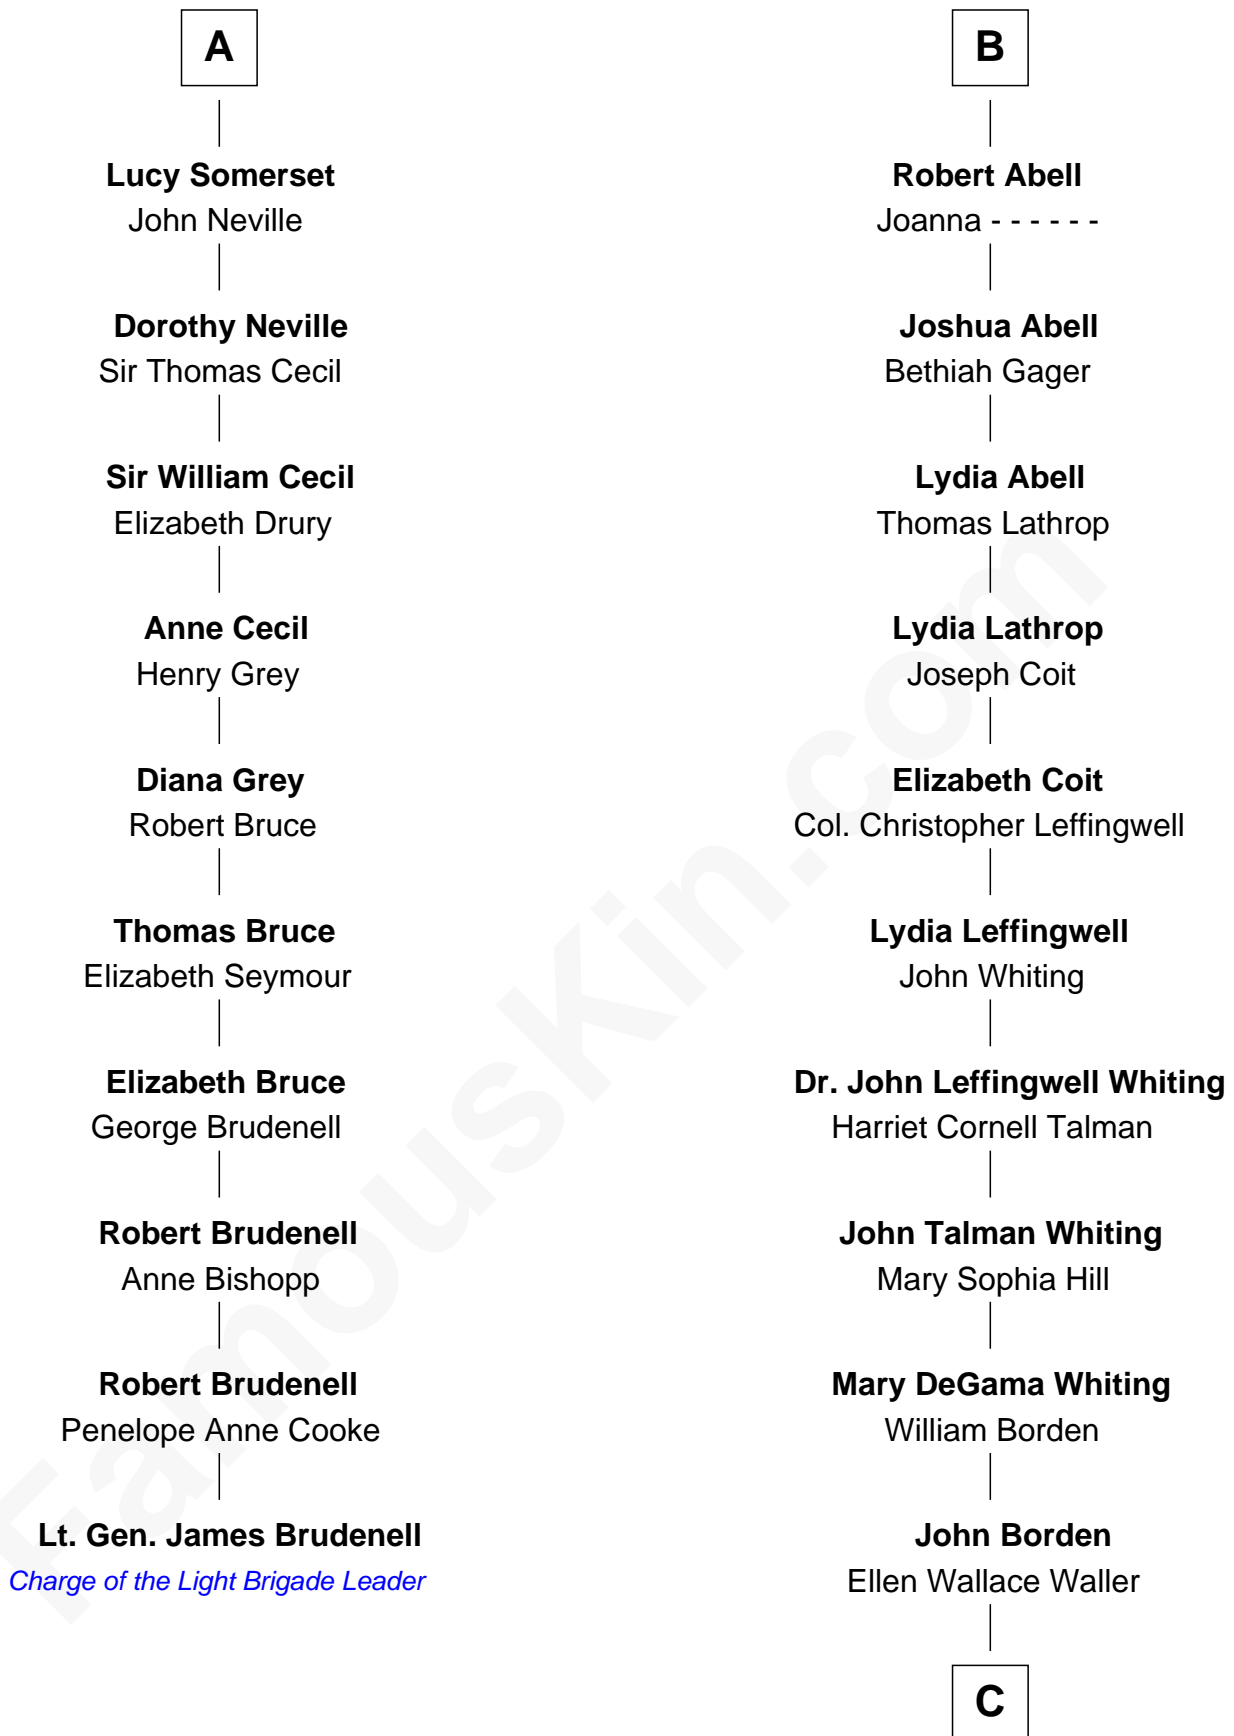 A
Lucy Somerset
John Neville
Dorothy Neville
Sir Thomas Cecil
Sir William Cecil
Elizabeth Drury
Anne Cecil
Henry Grey
Diana Grey
Robert Bruce
Thomas Bruce
Elizabeth Seymour
Elizabeth Bruce
George Brudenell
Robert Brudenell
Anne Bishopp
Robert Brudenell
Penelope Anne Cooke
Lt. Gen. James Brudenell
Charge of the Light Brigade Leader
B
Robert Abell
Joanna - - - - - -
Joshua Abell
Bethiah Gager
Lydia Abell
Thomas Lathrop
Lydia Lathrop
Joseph Coit
Elizabeth Coit
Col. Christopher Leffingwell
Lydia Leffingwell
John Whiting
Dr. John Leffingwell Whiting
Harriet Cornell Talman
John Talman Whiting
Mary Sophia Hill
Mary DeGama Whiting
William Borden
John Borden
Ellen Wallace Waller
C
FamousKin.com